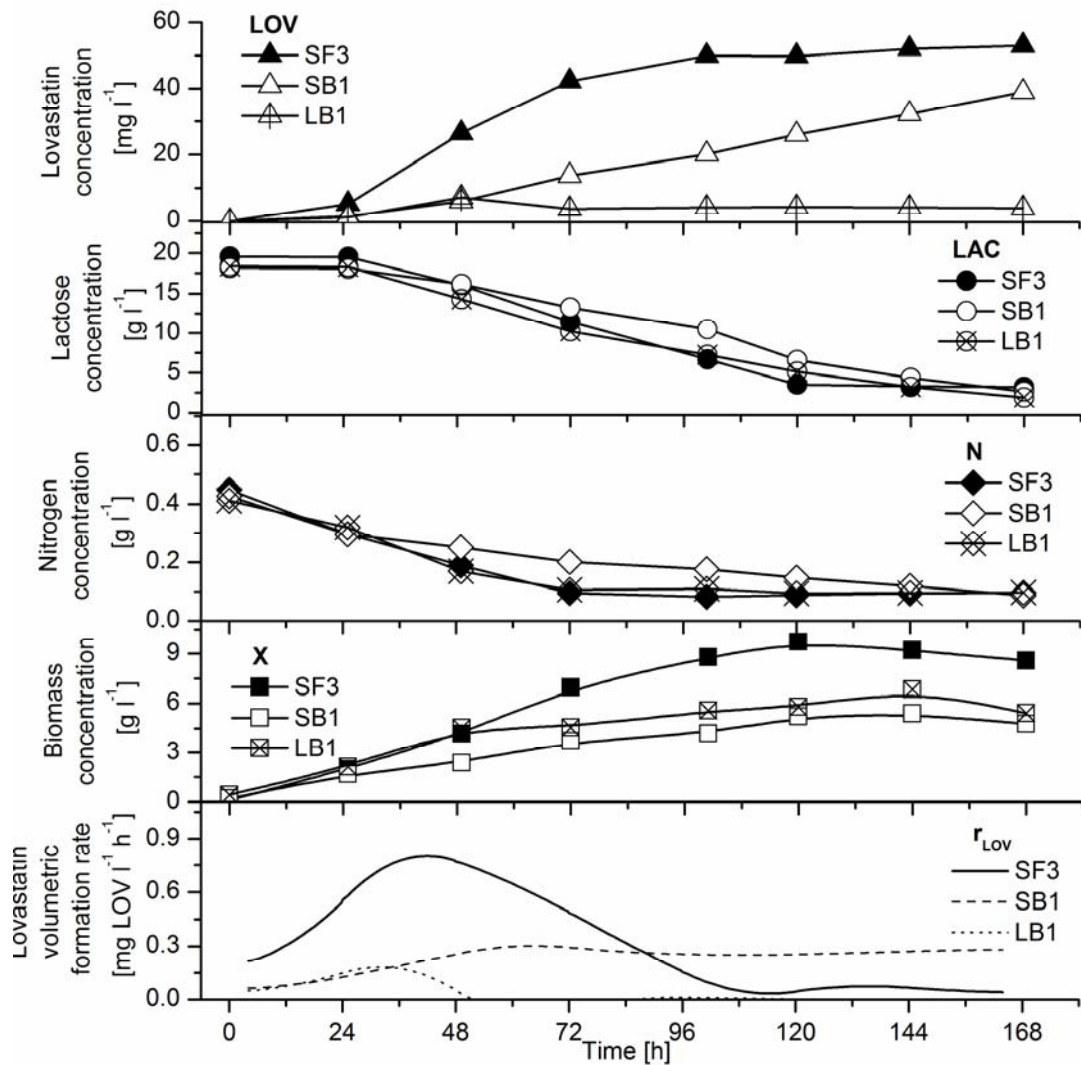 LOV
SF3
SB1
LB1
Lovastatin
concentration
[mg l⁻¹]
60
40
20
0
LAC
SF3
SB1
LB1
Lactose
concentration
[g l⁻¹]
20
15
10
5
0
N
SF3
SB1
LB1
Nitrogen
concentration
[g l⁻¹]
0.6
0.4
0.2
0.0
X
SF3
SB1
LB1
Biomass
concentration
[g l⁻¹]
9
6
3
0
r_LOV
SF3
SB1
LB1
Lovastatin
volumetric
formation rate
[mg LOV l⁻¹ h⁻¹]
0.9
0.6
0.3
0.0
0 24 48 72 96 120 144 168
Time [h]